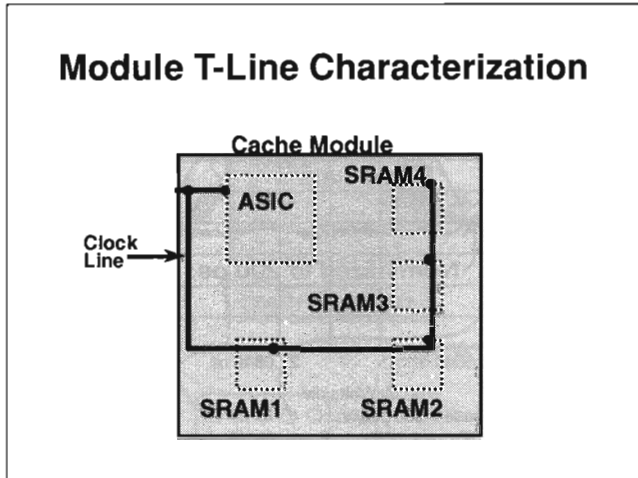 Module T-Line Characterization
Cache Module
SRAM4
ASIC
Clock
Line
SRAM3
SRAM1
SRAM2